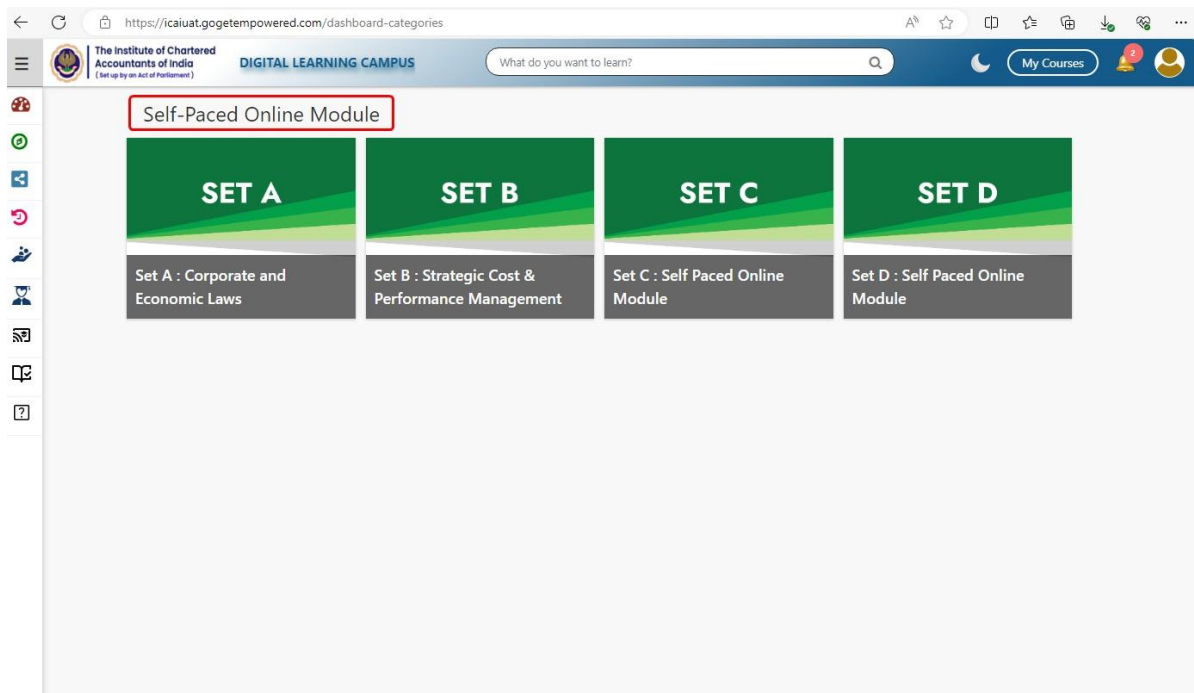 https://icaiuat.gogetempowered.com/dashboard-categories
The Institute of Chartered
Accountants of India
(Set up by an Act of Parliament)
DIGITAL LEARNING CAMPUS
What do you want to learn?
My Courses
2
Self-Paced Online Module
SET A
SET B
SET C
SET D
Set A : Corporate and
Economic Laws
Set B : Strategic Cost &
Performance Management
Set C : Self Paced Online
Module
Set D : Self Paced Online
Module